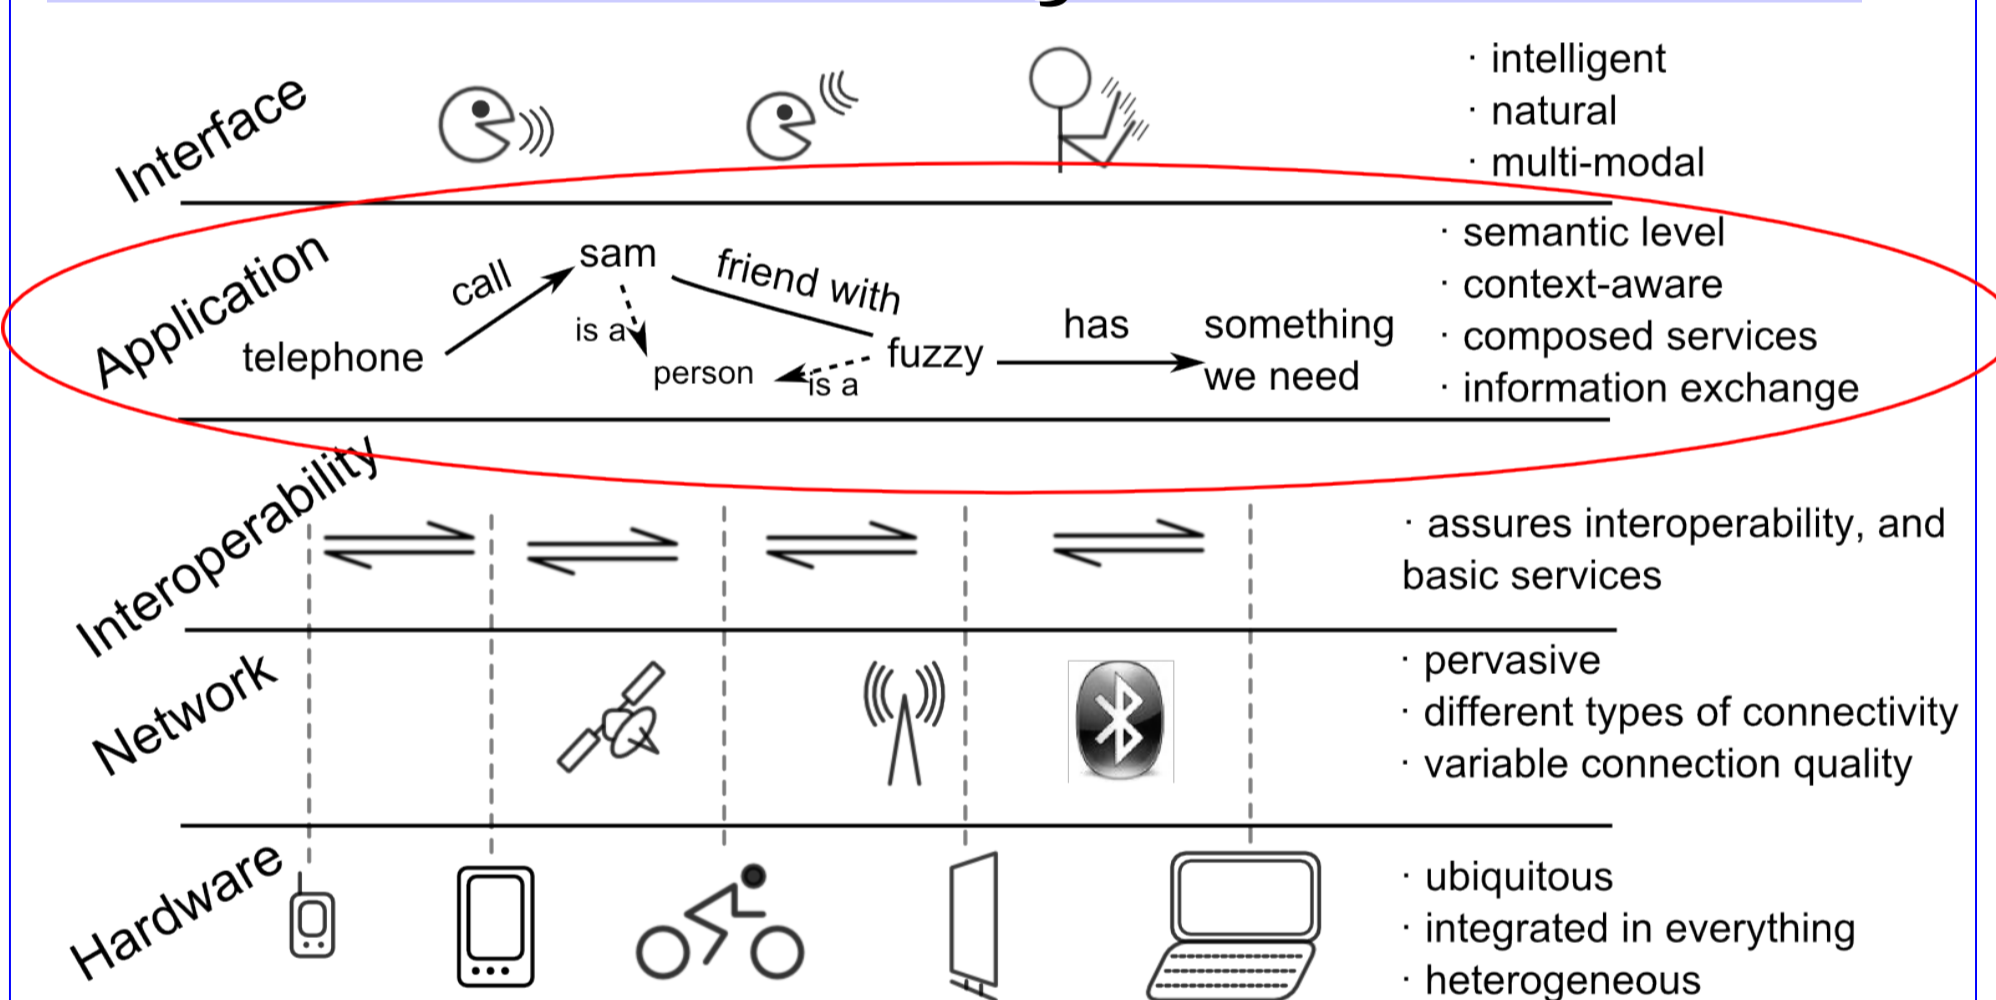 Interface
· intelligent
· natural
· multi-modal
Application
telephone
call
sam
is a
person
friend with
is a
fuzzy
has
something
we need
· semantic level
· context-aware
· composed services
· information exchange
Interoperability
· assures interoperability, and
basic services
Network
· pervasive
· different types of connectivity
· variable connection quality
Hardware
· ubiquitous
· integrated in everything
· heterogeneous